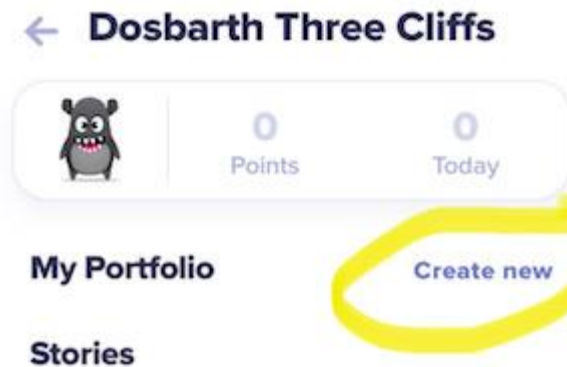 Dosbarth Three Cliffs
0 0
Points Today
My Portfolio Create new
Stories